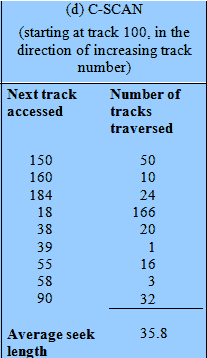 (d) C-SCAN
(starting at track 100, in the
direction of increasing track
number)
Next track Number of
accessed tracks
traversed
150 50
160 10
184 24
18 166
38 20
39 1
55 16
58 3
90 32
Average seek 35.8
length